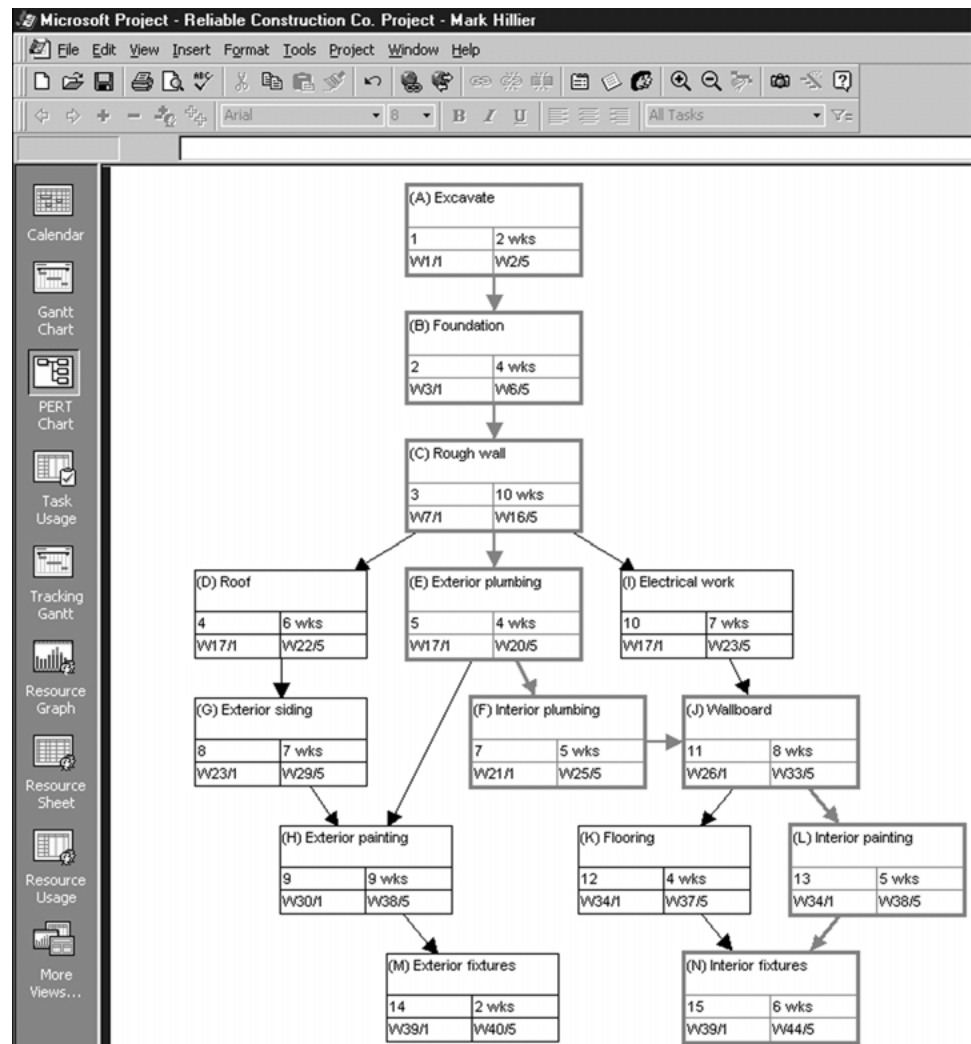 Microsoft Project - Reliable Construction Co. Project - Mark Hillier
File Edit View Insert Format Tools Project Window Help
ABC
Arial 8 B I U All Tasks
Calendar
Gantt
Chart
PERT
Chart
Task
Usage
Tracking
Gantt
Resource
Graph
Resource
Sheet
Resource
Usage
More
Views...
(A) Excavate
1 2 wks
W1/1 W2/5
(B) Foundation
2 4 wks
W3/1 W6/5
(C) Rough wall
3 10 wks
W7/1 W16/5
(D) Roof
4 6 wks
W17/1 W22/5
(E) Exterior plumbing
5 4 wks
W17/1 W20/5
(I) Electrical work
10 7 wks
W17/1 W23/5
(G) Exterior siding
8 7 wks
W23/1 W29/5
(F) Interior plumbing
7 5 wks
W21/1 W25/5
(J) Wallboard
11 8 wks
W26/1 W33/5
(H) Exterior painting
9 9 wks
W30/1 W38/5
(K) Flooring
12 4 wks
W34/1 W37/5
(L) Interior painting
13 5 wks
W34/1 W38/5
(M) Exterior fixtures
14 2 wks
W39/1 W40/5
(N) Interior fixtures
15 6 wks
W39/1 W44/5